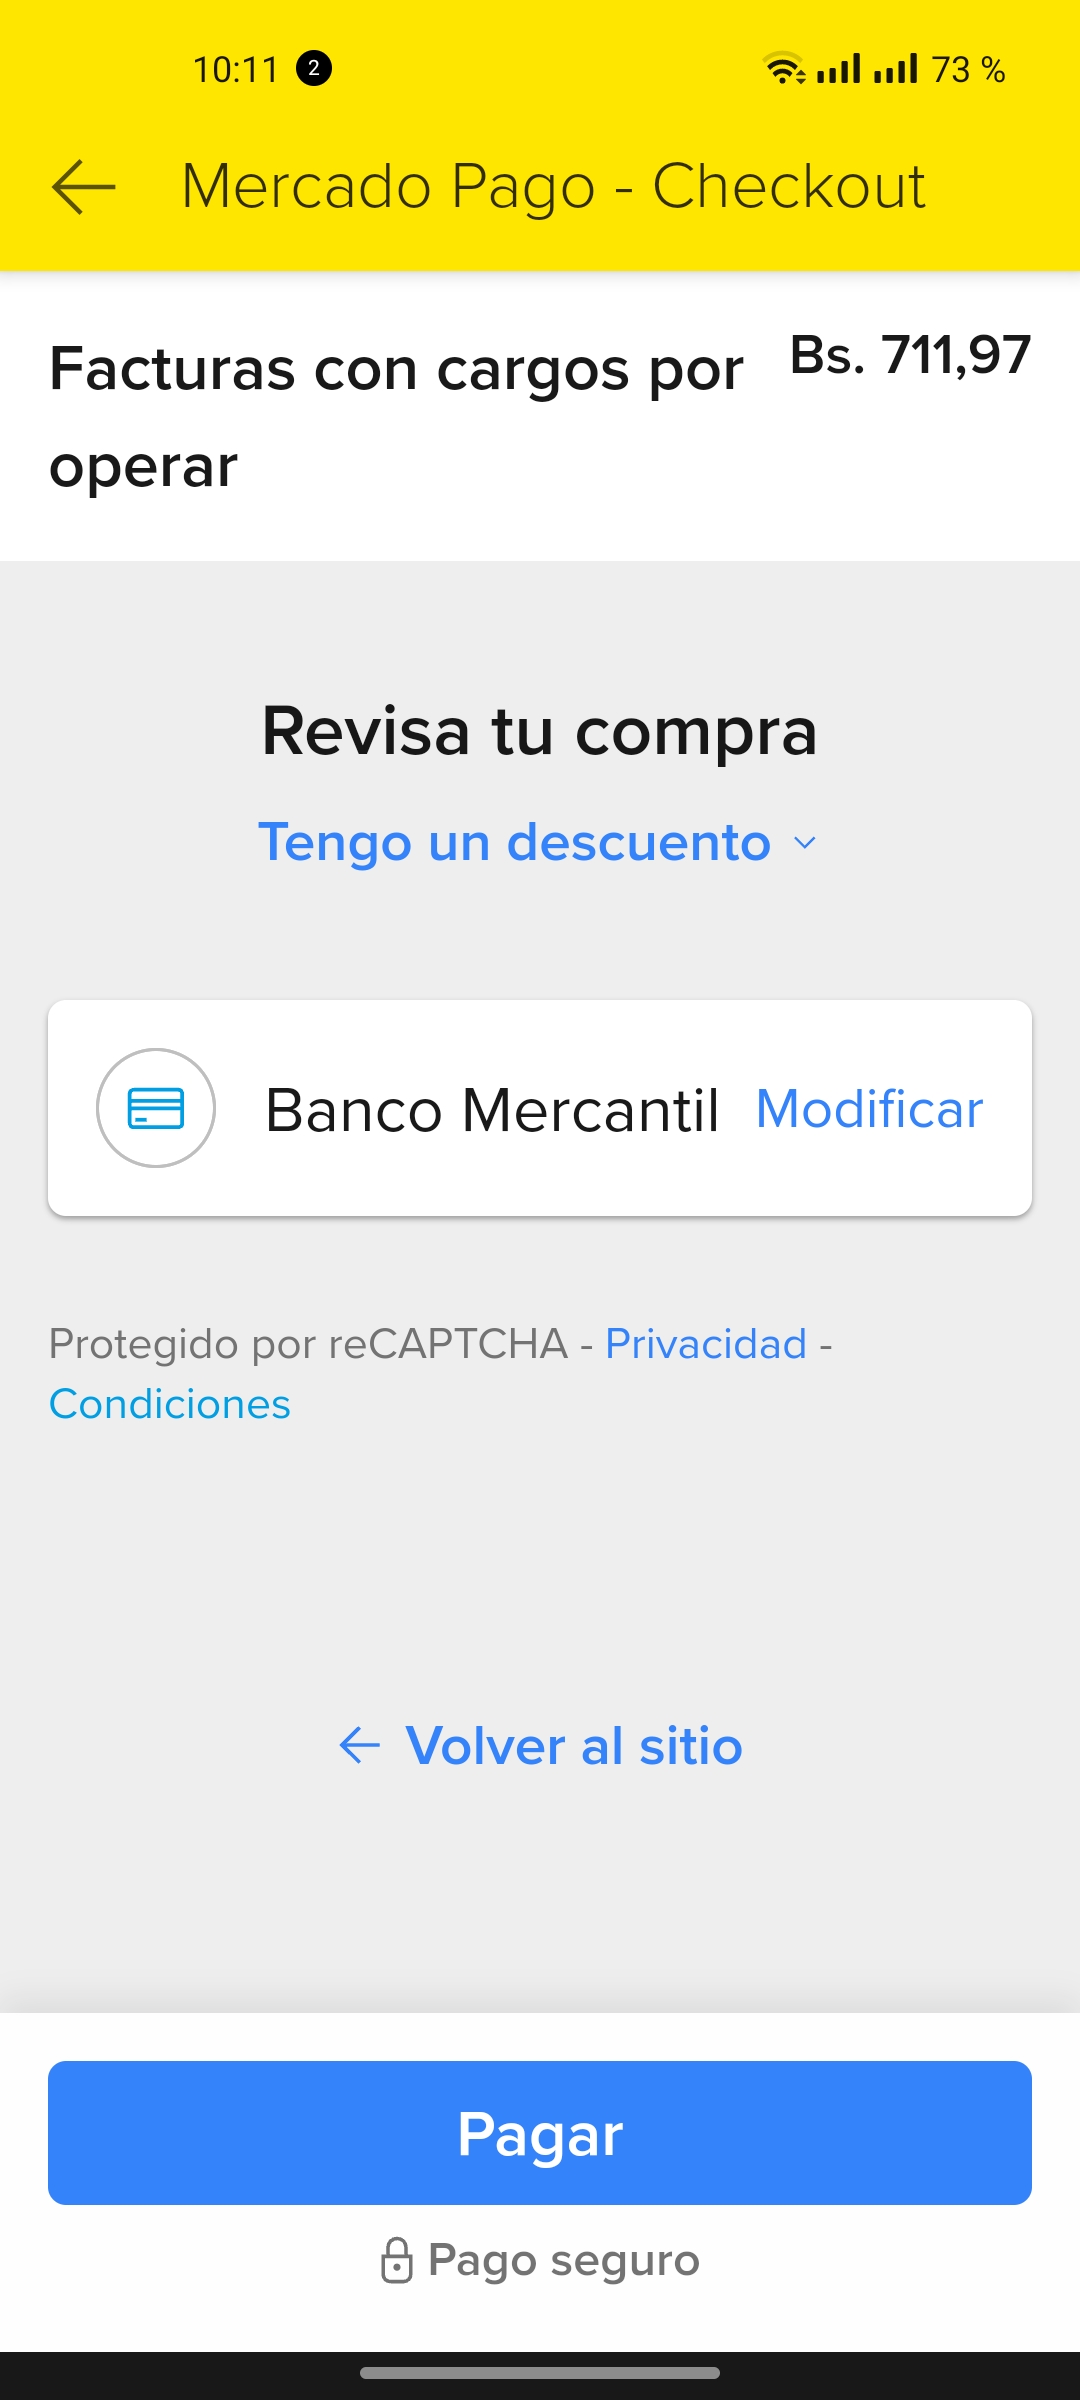 10:11 2 73 %
Mercado Pago - Checkout
Facturas con cargos por Bs. 711,97
operar
Revisa tu compra
Tengo un descuento
Banco Mercantil Modificar
Protegido por reCAPTCHA - Privacidad -
Condiciones
Volver al sitio
Pagar
Pago seguro